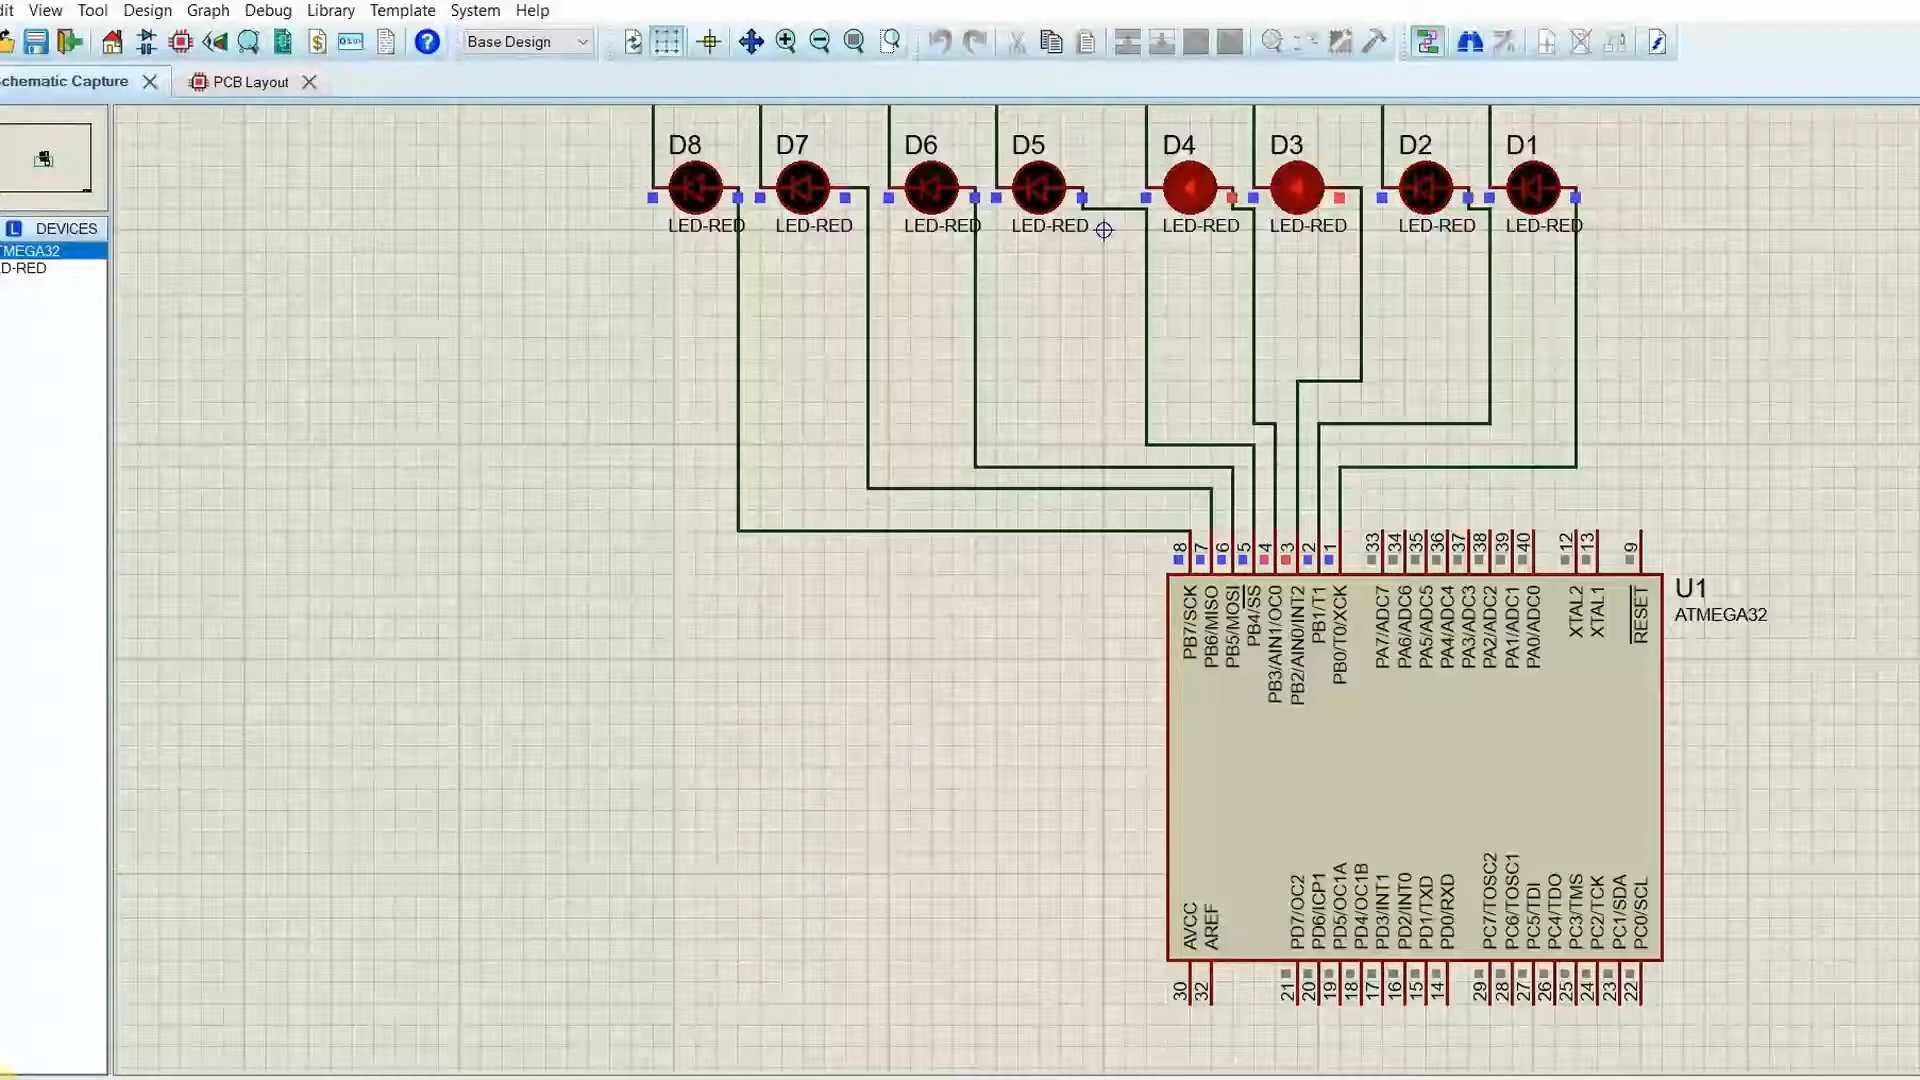 dit View Tool Design Graph Debug Library Template System Help
Base Design
chematic Capture PCB Layout
L DEVICES
TMEGA32
D-RED
D8 D7 D6 D5 D4 D3 D2 D1
LED-RED LED-RED LED-RED LED-RED LED-RED LED-RED LED-RED LED-RED
8 7 6 5 4 3 2 1 33 34 35 36 37 38 39 40 12 13 9
PB7/SCK PB6/MISO PB5/MOSI PB4/SS PB3/AIN1/OC0 PB2/AIN0/INT2 PB1/T1 PB0/T0/XCK PA7/ADC7 PA6/ADC6 PA5/ADC5 PA4/ADC4 PA3/ADC3 PA2/ADC2 PA1/ADC1 PA0/ADC0 XTAL2 XTAL1 RESET
U1
ATMEGA32
AVCC AREF PD7/OC2 PD6/ICP1 PD5/OC1A PD4/OC1B PD3/INT1 PD2/INT0 PD1/TXD PD0/RXD PC7/TOSC2 PC6/TOSC1 PC5/TDI PC4/TDO PC3/TMS PC2/TCK PC1/SDA PC0/SCL
30 32 21 20 19 18 17 16 15 14 29 28 27 26 25 24 23 22